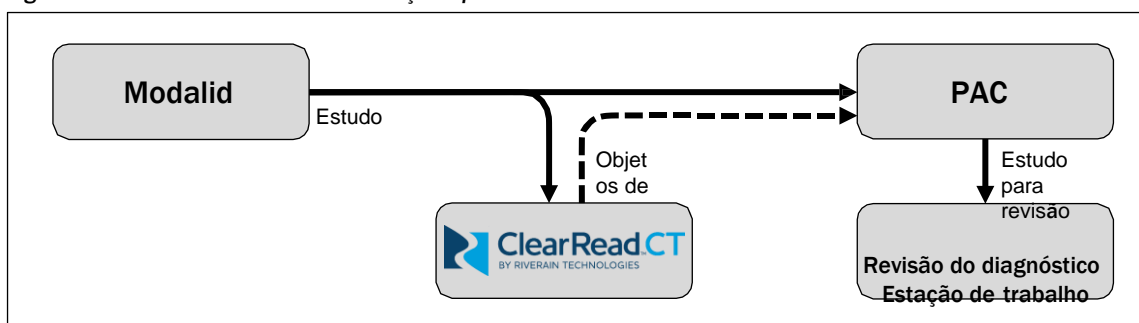 Modalid
PAC
Estudo
Objet
os de
Estudo
para
revisão
ClearRead.CT
BY RIVERAIN TECHNOLOGIES
Revisão do diagnóstico
Estação de trabalho